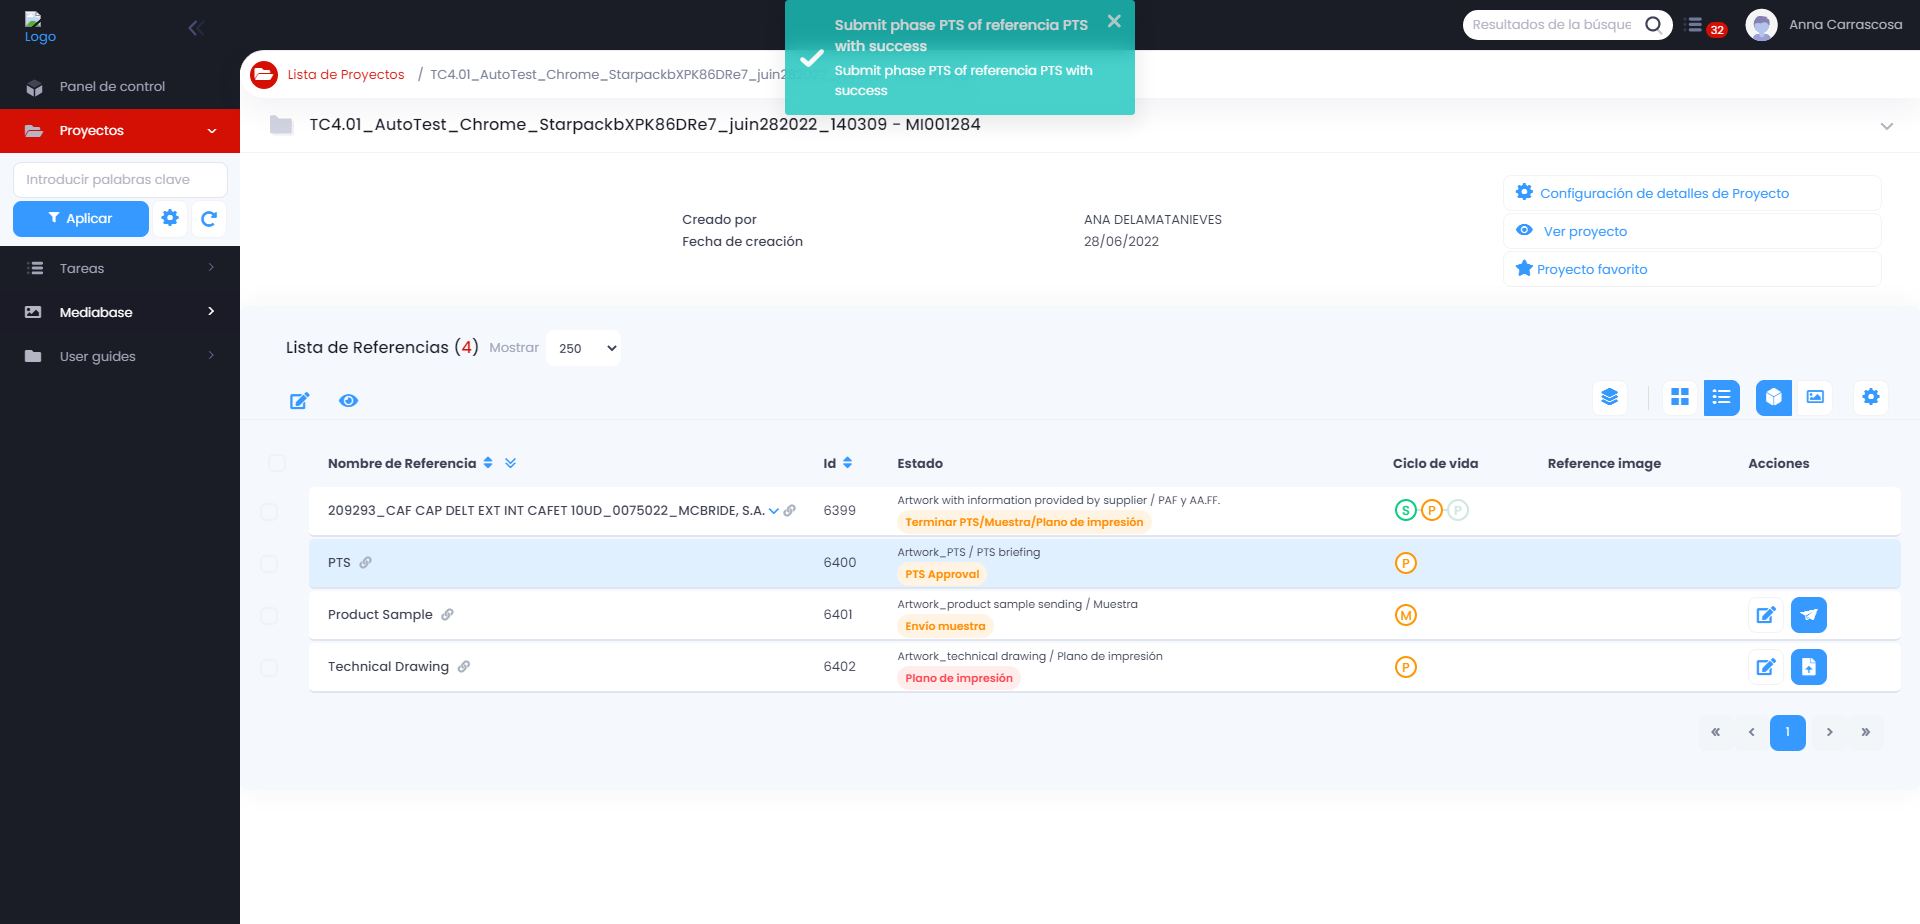 Logo
Submit phase PTS of referencia PTS
with success
Submit phase PTS of referencia PTS with
success
Resultados de la búsque
32
Anna Carrascosa
Panel de control
Proyectos
Introducir palabras clave
Aplicar
Tareas
Mediabase
User guides
Lista de Proyectos / TC4.01_AutoTest_Chrome_StarpackbXPK86DRe7_juin28
TC4.01_AutoTest_Chrome_StarpackbXPK86DRe7_juin282022_140309 - MI001284
Creado por ANA DELAMATANIEVES
Fecha de creación 28/06/2022
Configuración de detalles de Proyecto
Ver proyecto
Proyecto favorito
Lista de Referencias (4) Mostrar 250
Nombre de Referencia Id Estado Ciclo de vida Reference image Acciones
209293_CAF CAP DELT EXT INT CAFET 10UD_0075022_MCBRIDE, S.A. 6399 Artwork with information provided by supplier / PAF y AA.FF. S P P
Terminar PTS/Muestra/Plano de impresión
PTS 6400 Artwork_PTS / PTS briefing P
PTS Approval
Product Sample 6401 Artwork_product sample sending / Muestra M
Envío muestra
Technical Drawing 6402 Artwork_technical drawing / Plano de impresión P
Plano de impresión
« ‹ 1 › »